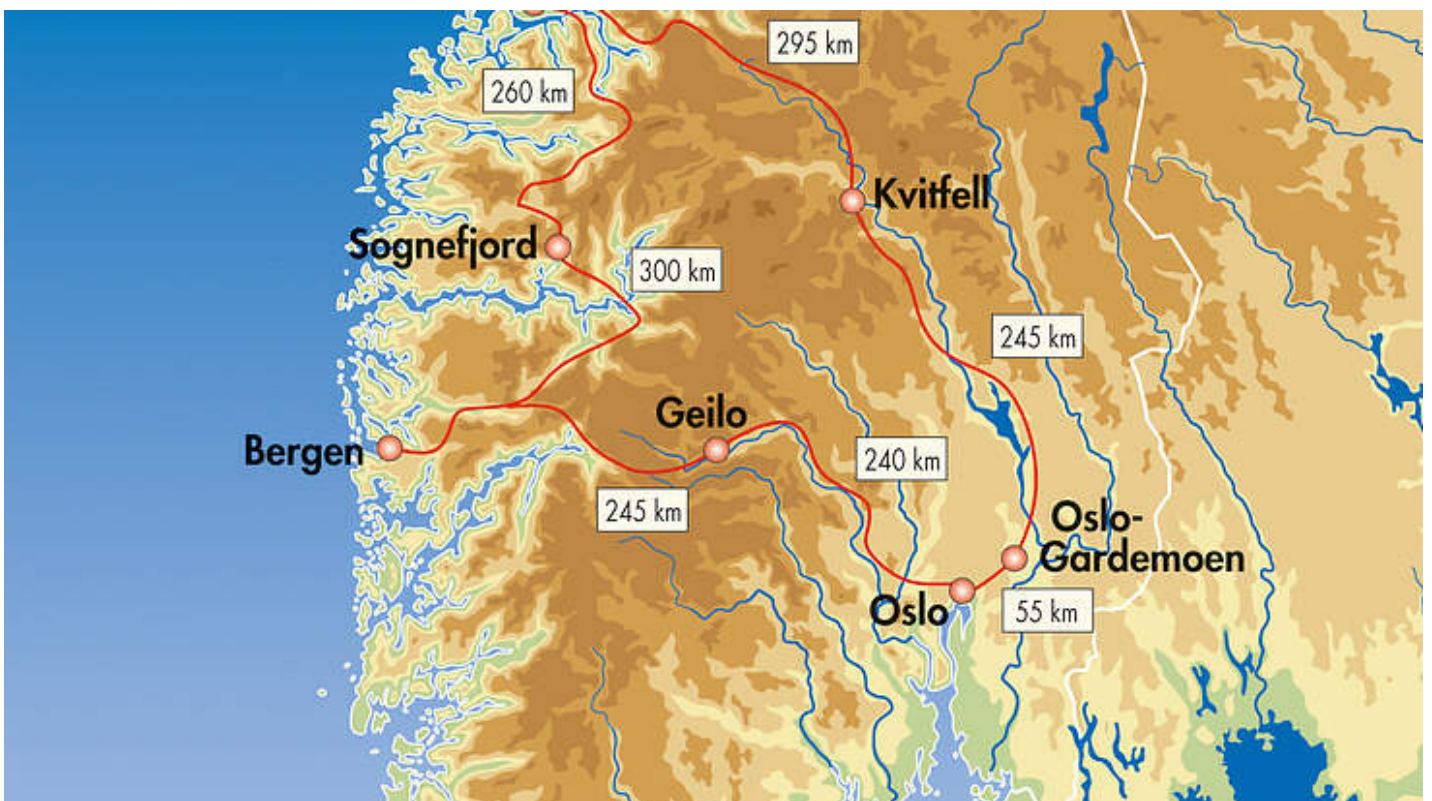 295 km
260 km
Kvitfell
Sognefjord
300 km
245 km
Geilo
Bergen
240 km
245 km
Oslo-
Gardemoen
Oslo
55 km